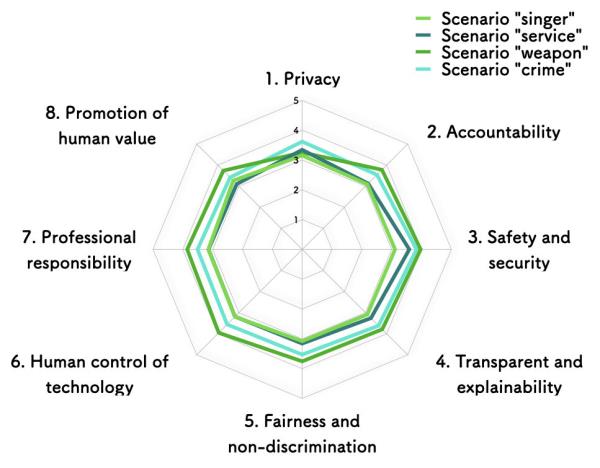 Scenario "singer"
Scenario "service"
Scenario "weapon"
Scenario "crime"
1. Privacy
5
4
3
2
1
2. Accountability
3. Safety and
security
4. Transparent and
explainability
5. Fairness and
non-discrimination
6. Human control of
technology
7. Professional
responsibility
8. Promotion of
human value